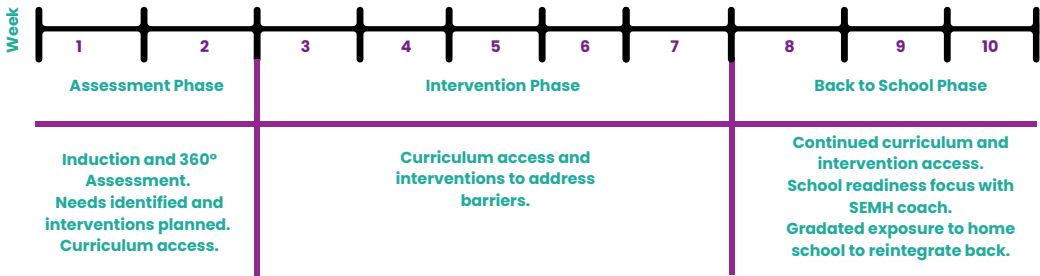 Week
1 2 3 4 5 6 7 8 9 10
Assessment Phase
Intervention Phase
Back to School Phase
Induction and 360°
Assessment.
Needs identified and
interventions planned.
Curriculum access.
Curriculum access and
interventions to address
barriers.
Continued curriculum and
intervention access.
School readiness focus with
SEMH coach.
Gradated exposure to home
school to reintegrate back.